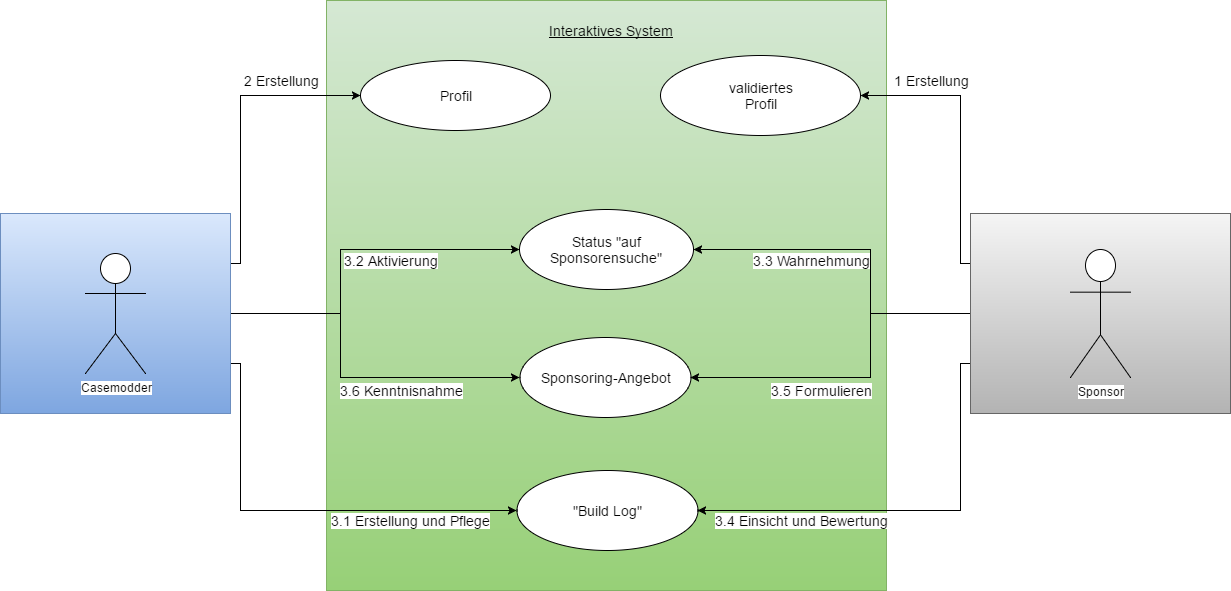 Interaktives System
2 Erstellung
Profil
validiertes
Profil
1 Erstellung
Status "auf
Sponsorensuche"
3.2 Aktivierung
3.3 Wahrnehmung
Casemodder
Sponsoring-Angebot
Sponsor
3.6 Kenntnisnahme
3.5 Formulieren
"Build Log"
3.1 Erstellung und Pflege
3.4 Einsicht und Bewertung